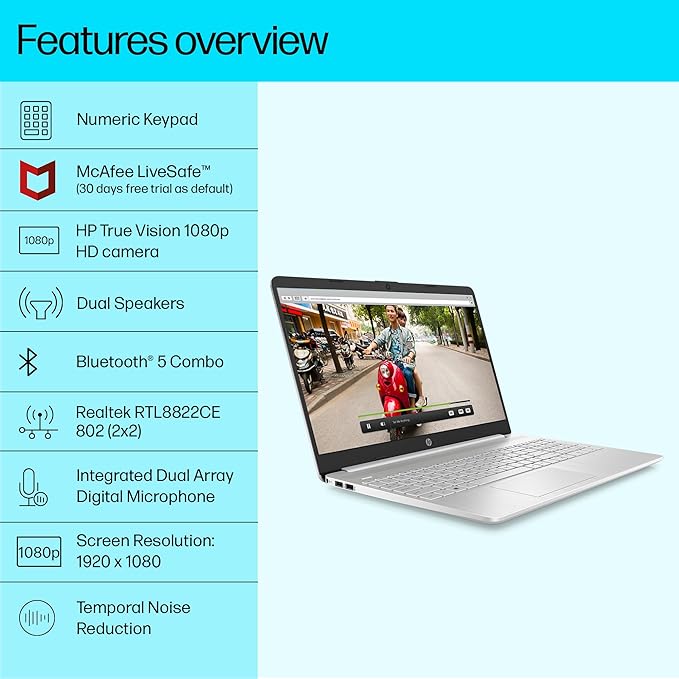 Features overview
Numeric Keypad
McAfee LiveSafe™
(30 days free trial as default)
1080p
HP True Vision 1080p
HD camera
Dual Speakers
Bluetooth® 5 Combo
Realtek RTL8822CE
802 (2x2)
Integrated Dual Array
Digital Microphone
1080p
Screen Resolution:
1920 x 1080
Temporal Noise
Reduction
hp